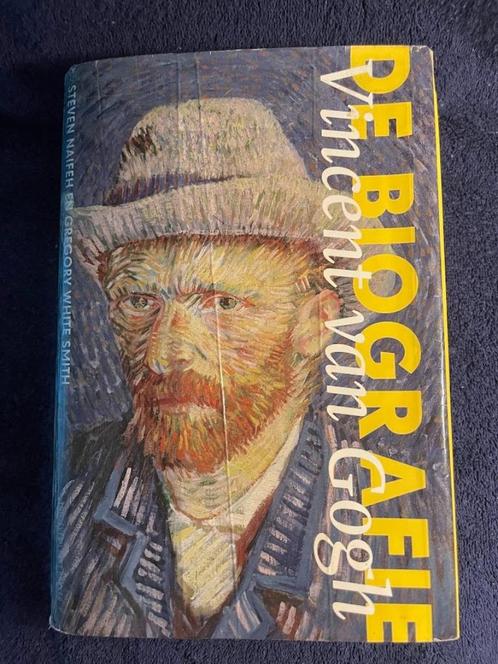 STEVEN NAIFEH EN GREGORY WHITE SMITH
Vincent van Gogh
DE BIOGRAFIE